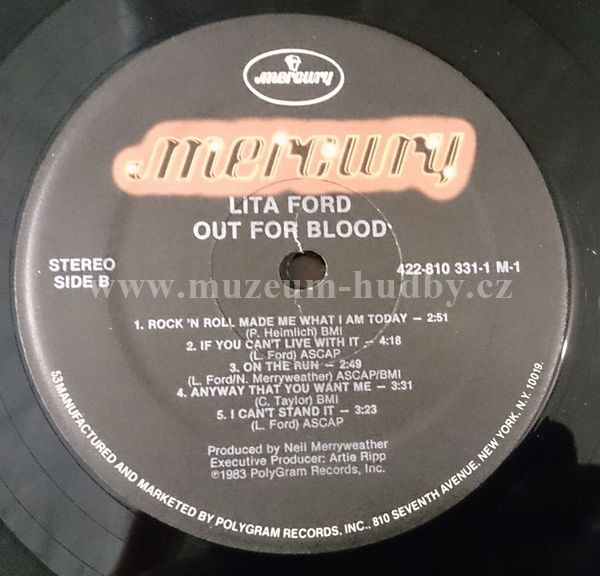 mercury
mercury
LITA FORD
OUT FOR BLOOD
STEREO
SIDE B
422-810 331-1 M-1
www.muzeum-hudby.cz
1. ROCK 'N ROLL MADE ME WHAT I AM TODAY – 2:51
(P. Heimlich) BMI
2. IF YOU CAN'T LIVE WITH IT – 4:18
(L. Ford) ASCAP
3. ON THE RUN – 2:49
(L. Ford/N. Merryweather) ASCAP/BMI
4. ANYWAY THAT YOU WANT ME – 3:31
(C. Taylor) BMI
5. I CAN'T STAND IT – 3:23
(L. Ford) ASCAP
Produced by Neil Merryweather
Executive Producer: Artie Ripp
℗1983 PolyGram Records, Inc.
53 MANUFACTURED AND MARKETED BY POLYGRAM RECORDS, INC., 810 SEVENTH AVENUE, NEW YORK, N.Y. 10019.